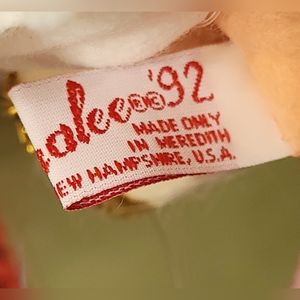 alee®® '92
MADE ONLY
IN MEREDITH
EW HAMPSHIRE, U.S.A.